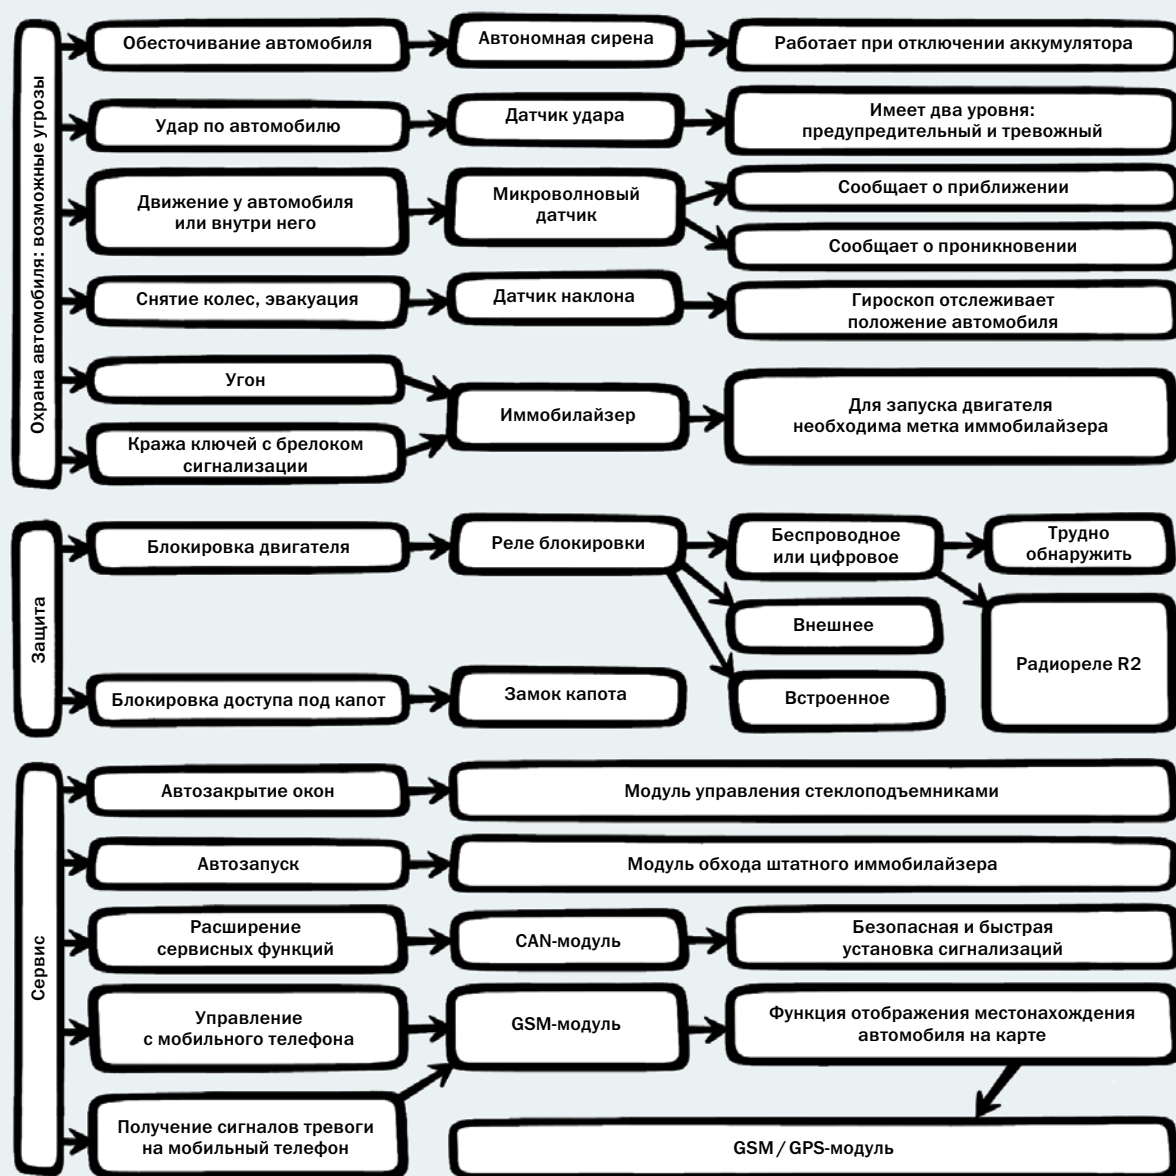 Охрана автомобиля: возможные угрозы
Обесточивание автомобиля
Автономная сирена
Работает при отключении аккумулятора
Удар по автомобилю
Датчик удара
Имеет два уровня:
предупредительный и тревожный
Движение у автомобиля
или внутри него
Микроволновый
датчик
Сообщает о приближении
Сообщает о проникновении
Снятие колес, эвакуация
Датчик наклона
Гироскоп отслеживает
положение автомобиля
Угон
Кража ключей с брелоком
сигнализации
Иммобилайзер
Для запуска двигателя
необходима метка иммобилайзера
Защита
Блокировка двигателя
Реле блокировки
Беспроводное
или цифровое
Трудно
обнаружить
Внешнее
Встроенное
Радиореле R2
Блокировка доступа под капот
Замок капота
Сервис
Автозакрытие окон
Модуль управления стеклоподъемниками
Автозапуск
Модуль обхода штатного иммобилайзера
Расширение
сервисных функций
CAN-модуль
Безопасная и быстрая
установка сигнализаций
Управление
с мобильного телефона
GSM-модуль
Функция отображения местонахождения
автомобиля на карте
Получение сигналов тревоги
на мобильный телефон
GSM / GPS-модуль